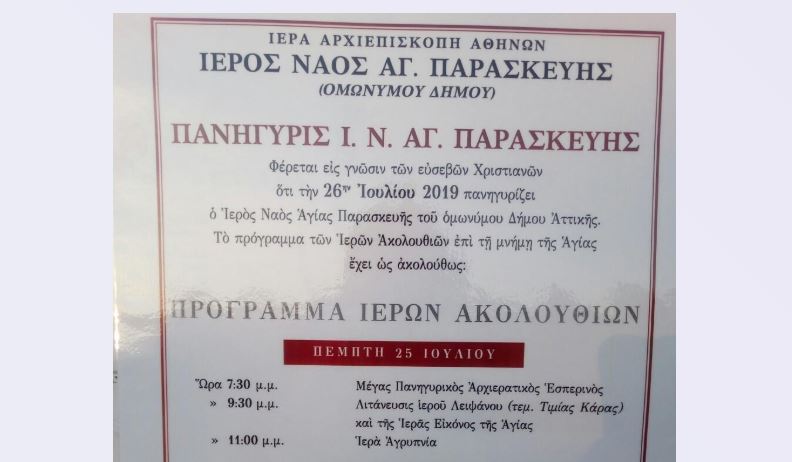 ΙΕΡΑ ΑΡΧΙΕΠΙΣΚΟΠΗ ΑΘΗΝΩΝ
ΙΕΡΟΣ ΝΑΟΣ ΑΓ. ΠΑΡΑΣΚΕΥΗΣ
(ΟΜΩΝΥΜΟΥ ΔΗΜΟΥ)
ΠΑΝΗΓΥΡΙΣ Ι. Ν. ΑΓ. ΠΑΡΑΣΚΕΥΗΣ
Φέρεται εἰς γνῶσιν τῶν εὐσεβῶν Χριστιανῶν
ὅτι τὴν 26ην Ἰουλίου 2019 πανηγυρίζει
ὁ Ἱερὸς Ναὸς Ἁγίας Παρασκευῆς τοῦ ὁμωνύμου Δήμου Ἀττικῆς.
Τὸ πρόγραμμα τῶν Ἱερῶν Ἀκολουθιῶν ἐπὶ τῇ μνήμῃ τῆς Ἁγίας
ἔχει ὡς ἀκολούθως:
ΠΡΟΓΡΑΜΜΑ ΙΕΡΩΝ ΑΚΟΛΟΥΘΙΩΝ
ΠΕΜΠΤΗ 25 ΙΟΥΛΙΟΥ
Ὥρα 7:30 μ.μ. Μέγας Πανηγυρικὸς Ἀρχιερατικὸς Ἑσπερινὸς
» 9:30 μ.μ. Λιτάνευσις ἱεροῦ Λειψάνου (τεμ. Τιμίας Κάρας)
καὶ τῆς Ἱερᾶς Εἰκόνος τῆς Ἁγίας
» 11:00 μ.μ. Ἱερὰ Ἀγρυπνία